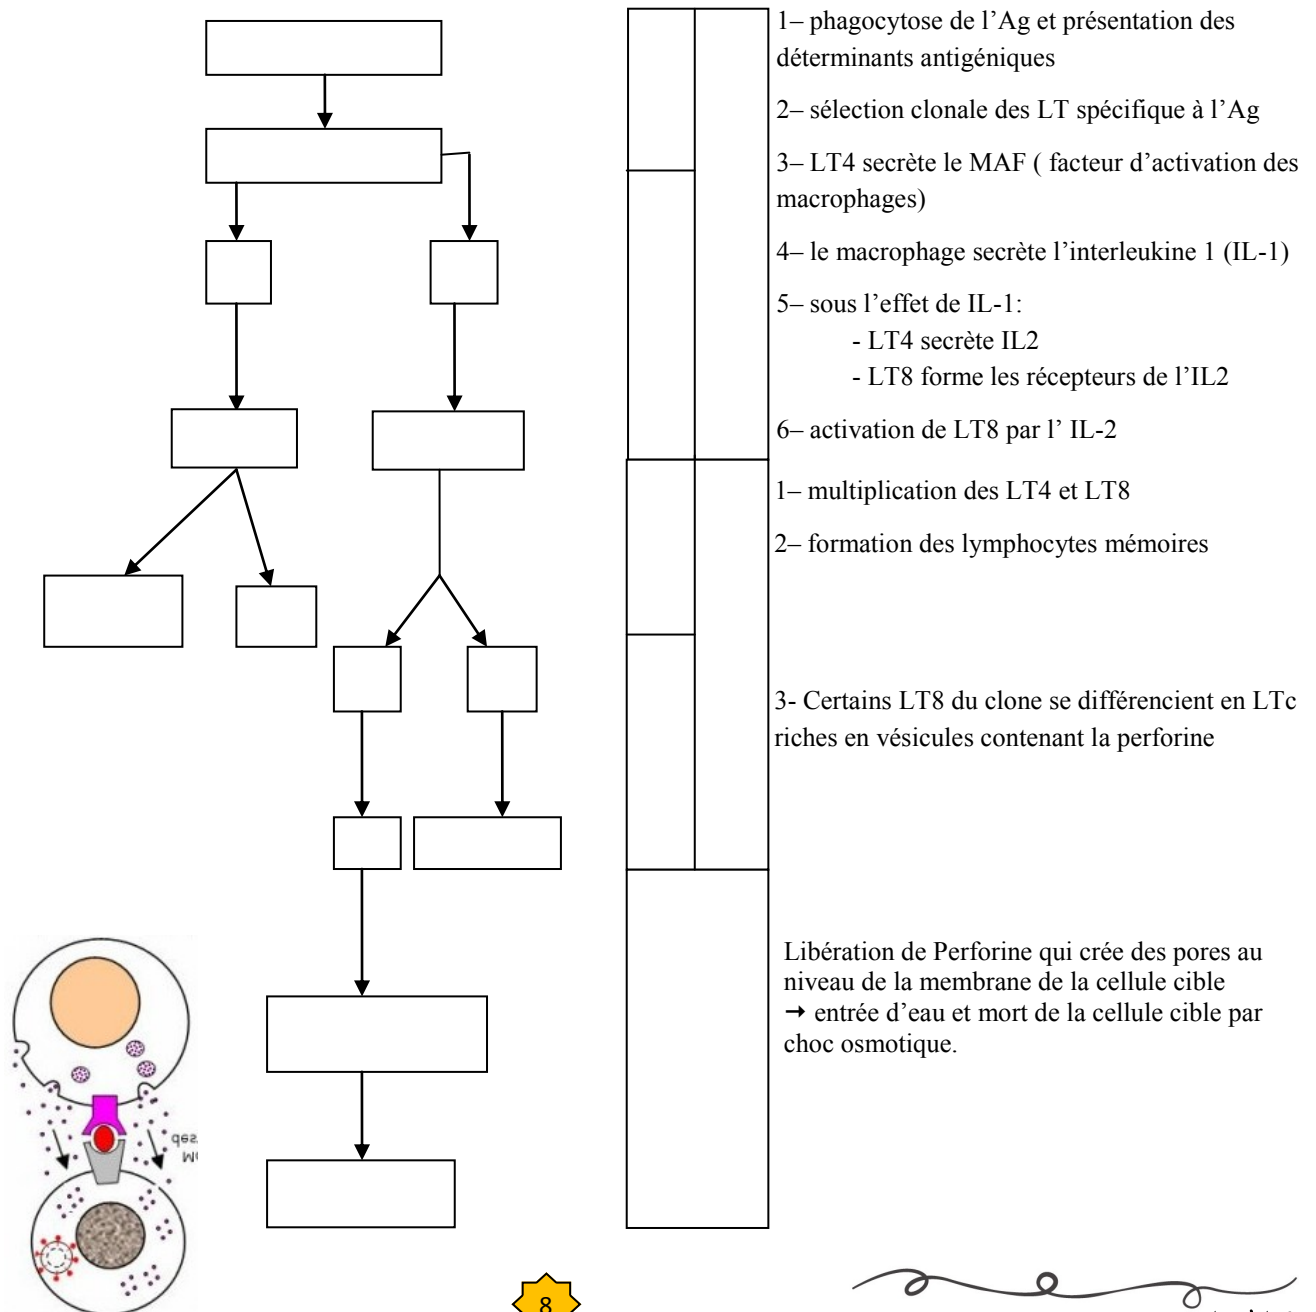 1– phagocytose de l’Ag et présentation des
déterminants antigéniques
2– sélection clonale des LT spécifique à l’Ag
3– LT4 secrète le MAF ( facteur d’activation des
macrophages)
4– le macrophage secrète l’interleukine 1 (IL-1)
5– sous l’effet de IL-1:
- LT4 secrète IL2
- LT8 forme les récepteurs de l’IL2
6– activation de LT8 par l’ IL-2
1– multiplication des LT4 et LT8
2– formation des lymphocytes mémoires
3- Certains LT8 du clone se différencient en LTc
riches en vésicules contenant la perforine
Libération de Perforine qui crée des pores au
niveau de la membrane de la cellule cible
→ entrée d’eau et mort de la cellule cible par
choc osmotique.
des
8